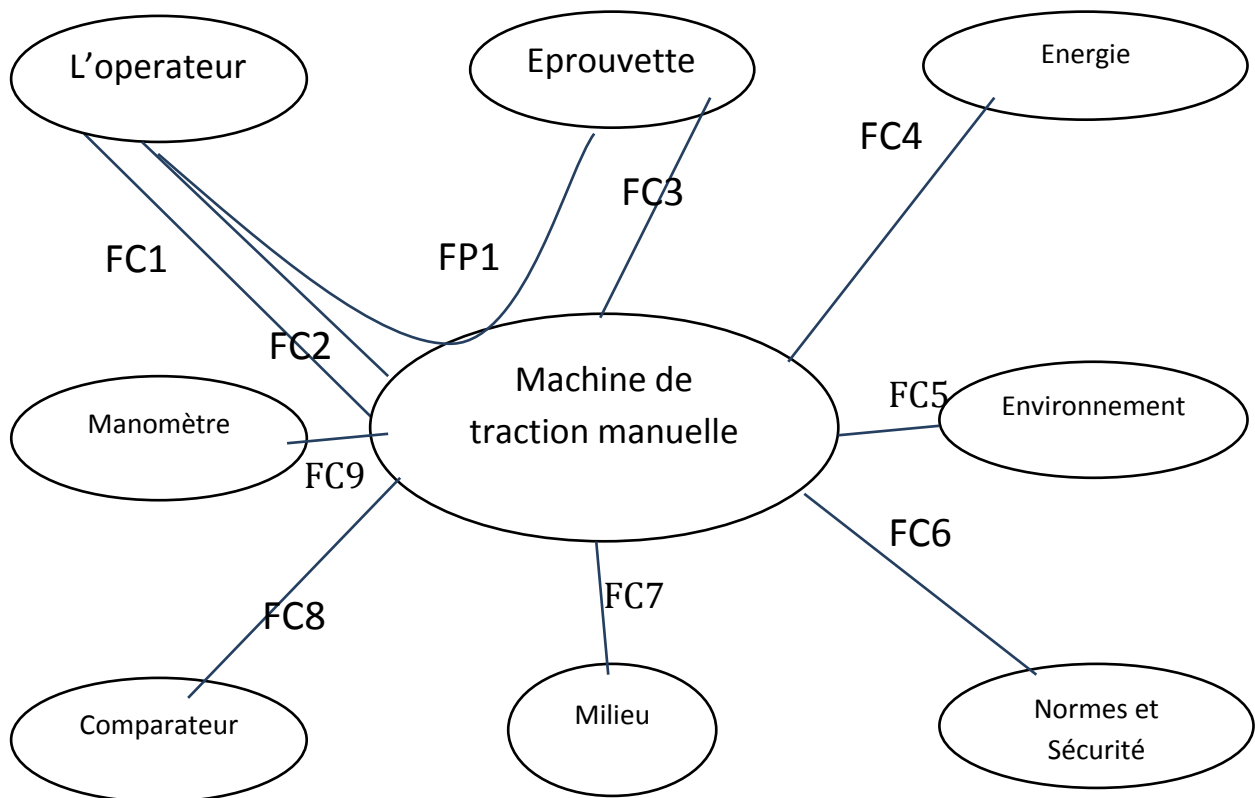 L'operateur
Eprouvette
Energie
FC4
FC3
FC1
FP1
FC2
Machine de
traction manuelle
Manomètre
FC5
Environnement
FC9
FC6
FC7
FC8
Comparateur
Milieu
Normes et
Sécurité